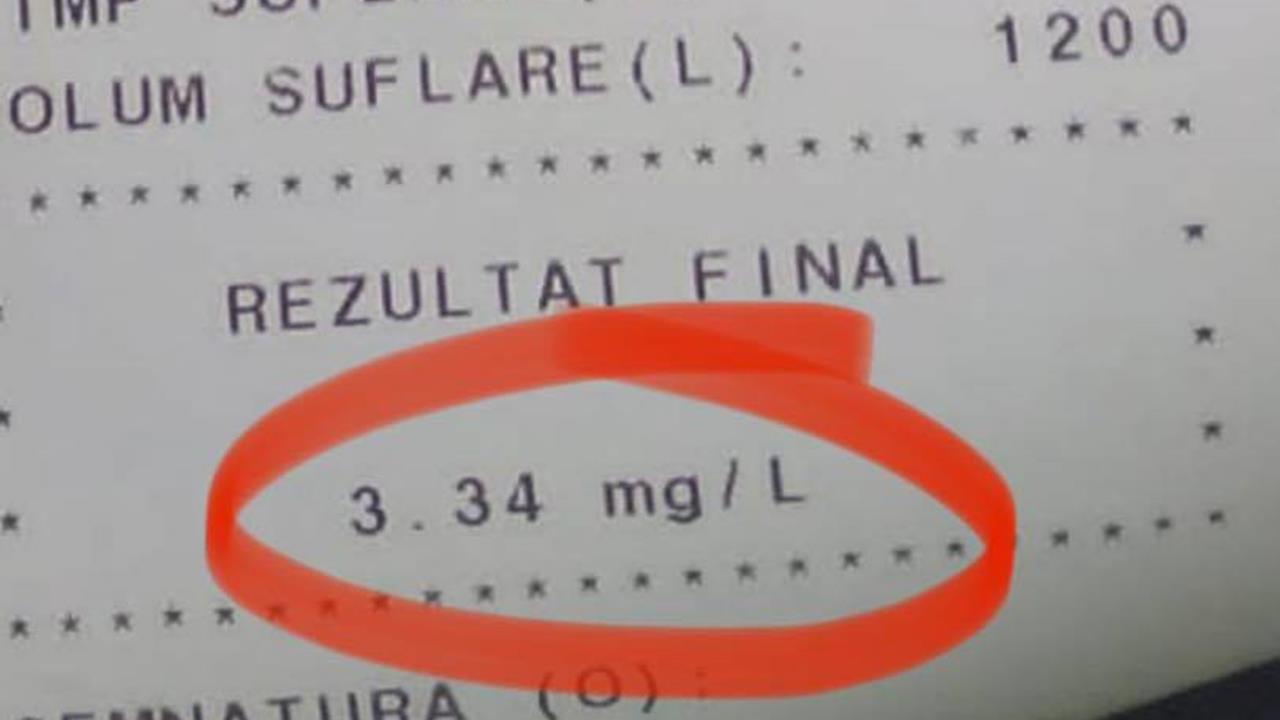 OLUM SUFLARE(L): 1200
* * * * * * * * * * * * * * * * * * * * * * *
REZULTAT FINAL
3.34 mg/L
* * * * * * * * * * * * * * * * * * * * * * * *
(O):